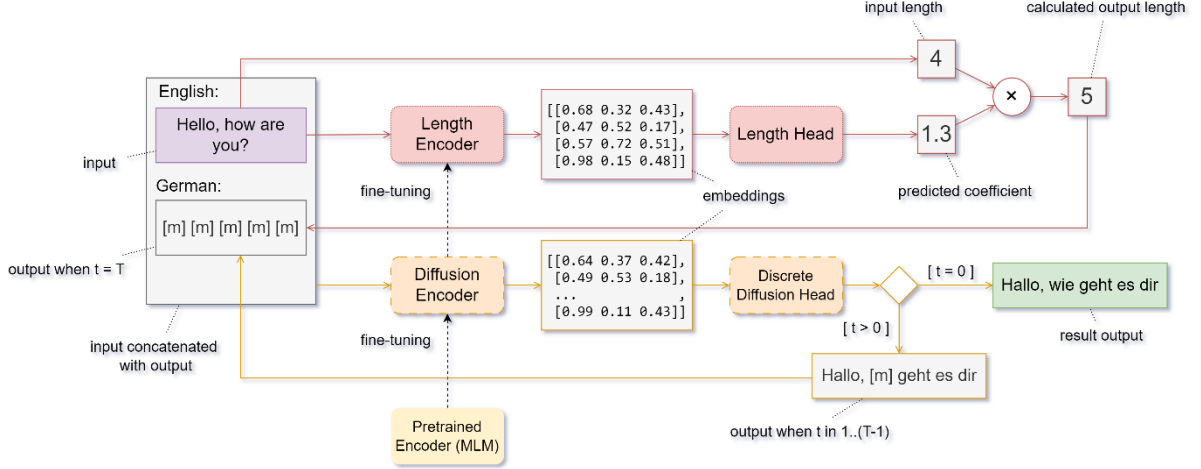 input length
calculated output length
4
×
5
English:
Hello, how are
you?
input
Length
Encoder
[[0.68 0.32 0.43],
[0.47 0.52 0.17],
[0.57 0.72 0.51],
[0.98 0.15 0.48]]
Length Head
1.3
predicted coefficient
fine-tuning
embeddings
German:
[m] [m] [m] [m] [m]
output when t = T
Diffusion
Encoder
[[0.64 0.37 0.42],
[0.49 0.53 0.18],
... ,
[0.99 0.11 0.43]]
Discrete
Diffusion Head
[ t = 0 ]
Hallo, wie geht es dir
result output
[ t > 0 ]
input concatenated
with output
fine-tuning
Hallo, [m] geht es dir
output when t in 1..(T-1)
Pretrained
Encoder (MLM)